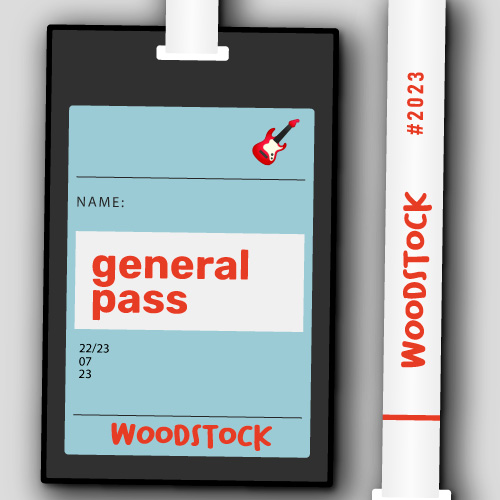 NAME:
general
pass
22/23
07
23
WOODSTOCK
WOODSTOCK #2023